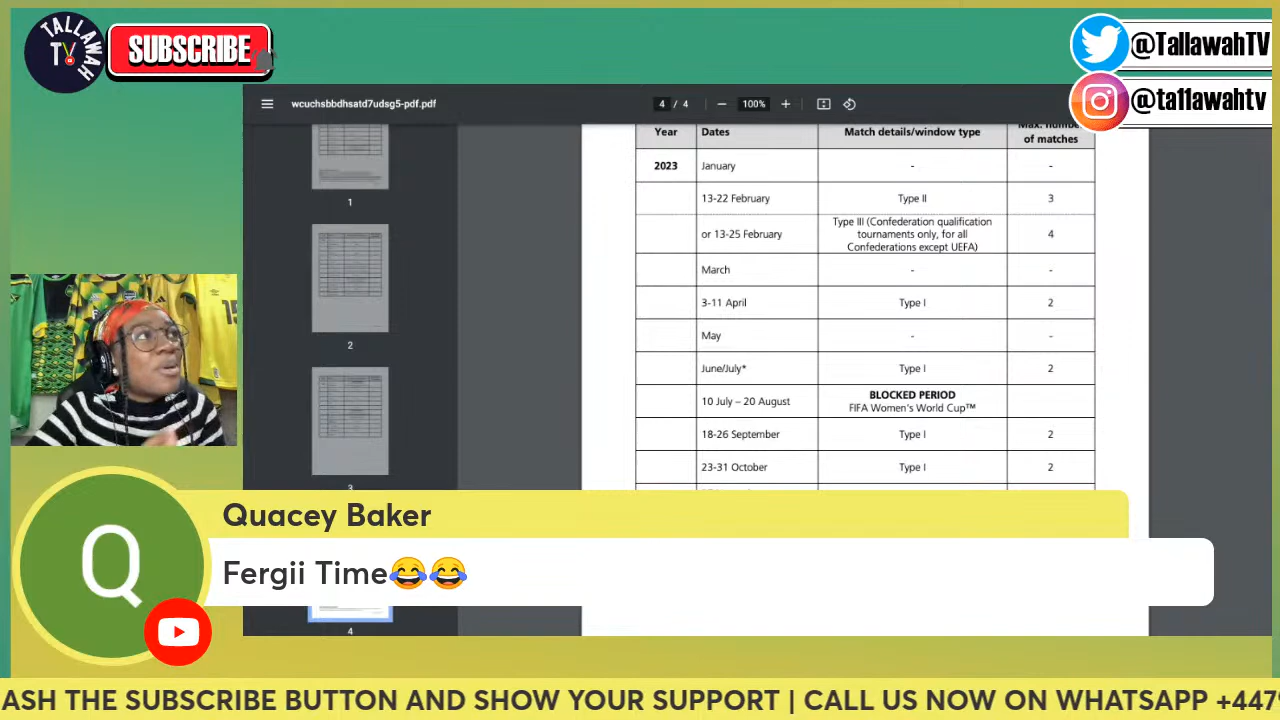 TALLAWAH
TV
SUBSCRIBE
@TallawahTV
@ta11awahtv
wcuchsbbdhsatd7udsg5-pdf.pdf
4 / 4
100%
Year Dates Match details/window type Max. number of matches
2023 January - -
13-22 February Type II 3
or 13-25 February Type III (Confederation qualification
tournaments only, for all
Confederations except UEFA) 4
March - -
3-11 April Type I 2
May - -
June/July* Type I 2
10 July – 20 August BLOCKED PERIOD
FIFA Women's World Cup™
18-26 September Type I 2
23-31 October Type I 2
1
2
3
4
15
Q
Quacey Baker
Fergii Time😂😂
ASH THE SUBSCRIBE BUTTON AND SHOW YOUR SUPPORT | CALL US NOW ON WHATSAPP +447